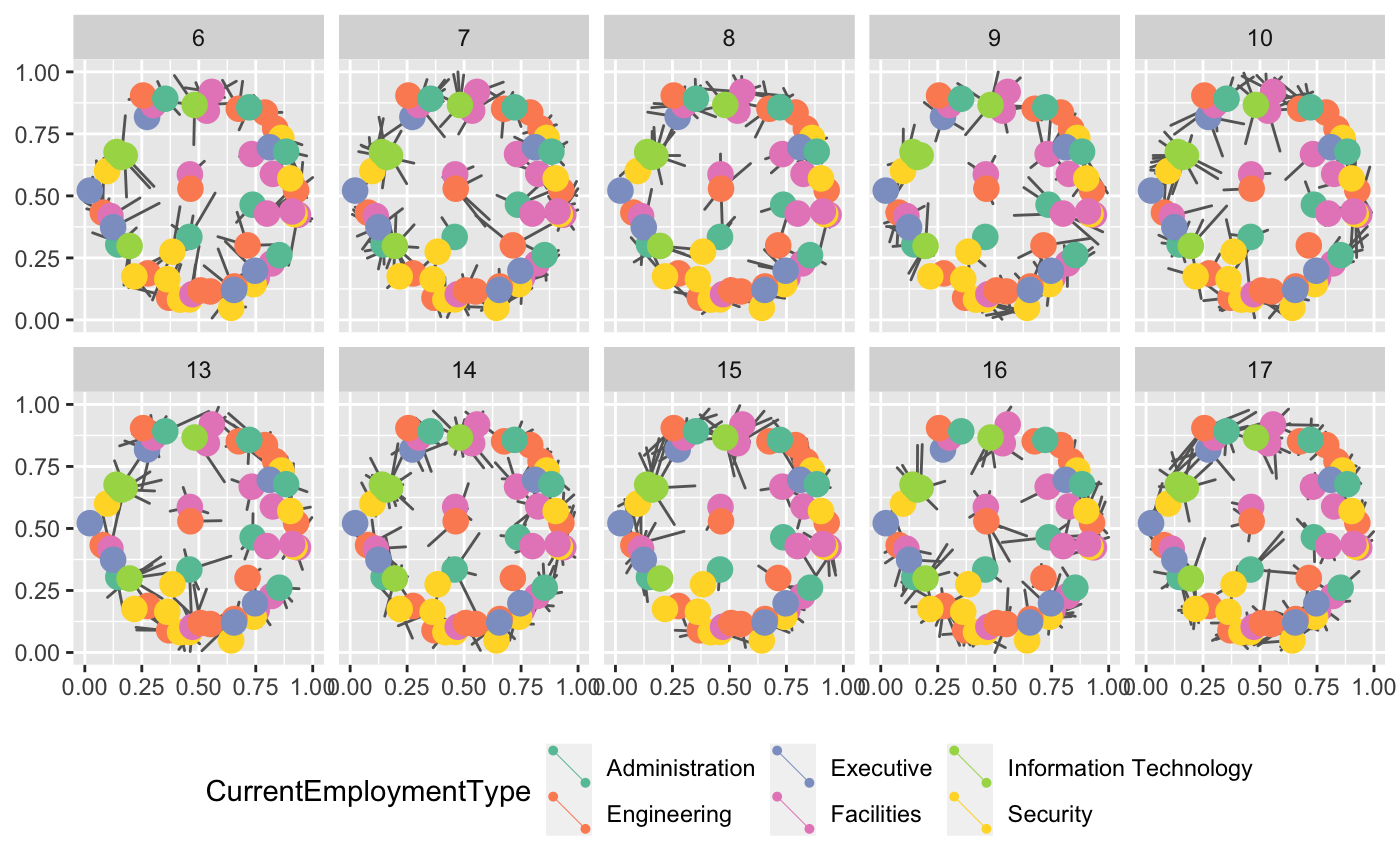 6 7 8 9 10
1.00
0.75
0.50
0.25
0.00
13 14 15 16 17
1.00
0.75
0.50
0.25
0.00
0.00 0.25 0.50 0.75 1.00 0.00 0.25 0.50 0.75 1.00 0.00 0.25 0.50 0.75 1.00 0.00 0.25 0.50 0.75 1.00 0.00 0.25 0.50 0.75 1.00
Administration Executive Information Technology
CurrentEmploymentType
Engineering Facilities Security